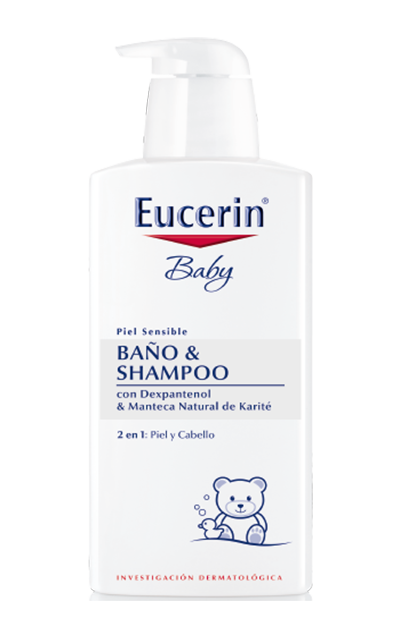 Eucerin®
Baby
Piel Sensible
BAÑO &
SHAMPOO
con Dexpantenol
& Manteca Natural de Karité
2 en 1: Piel y Cabello
INVESTIGACIÓN DERMATOLÓGICA